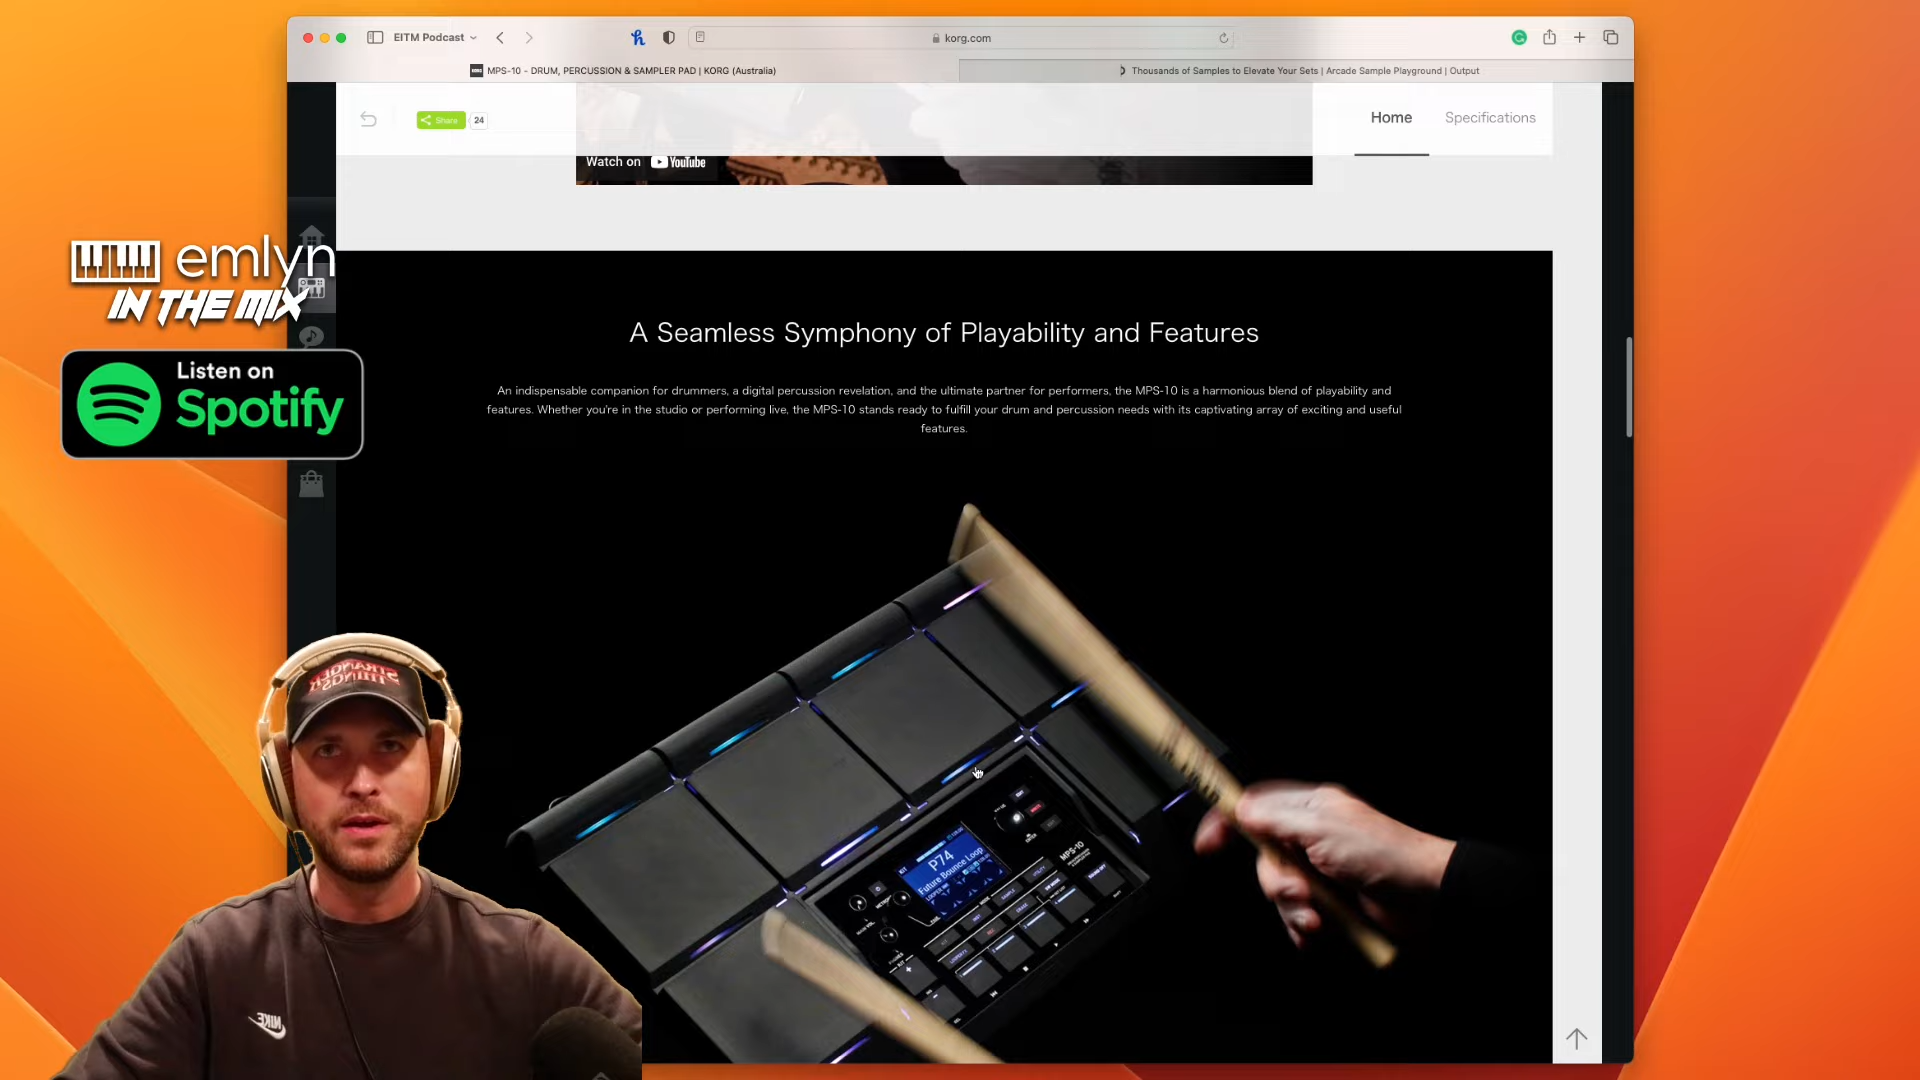 EITM Podcast
korg.com
MPS-10 - DRUM, PERCUSSION & SAMPLER PAD | KORG (Australia)
Thousands of Samples to Elevate Your Sets | Arcade Sample Playground | Output
Share
24
Home
Specifications
Watch on YouTube
emlyn
IN THE MIX
Listen on
Spotify
A Seamless Symphony of Playability and Features
An indispensable companion for drummers, a digital percussion revelation, and the ultimate partner for performers, the MPS-10 is a harmonious blend of playability and
features. Whether you're in the studio or performing live, the MPS-10 stands ready to fulfill your drum and percussion needs with its captivating array of exciting and useful
features.
STRANGER
THINGS
KIT
P74
Future Bounce Loop
MPS-10
NIKE